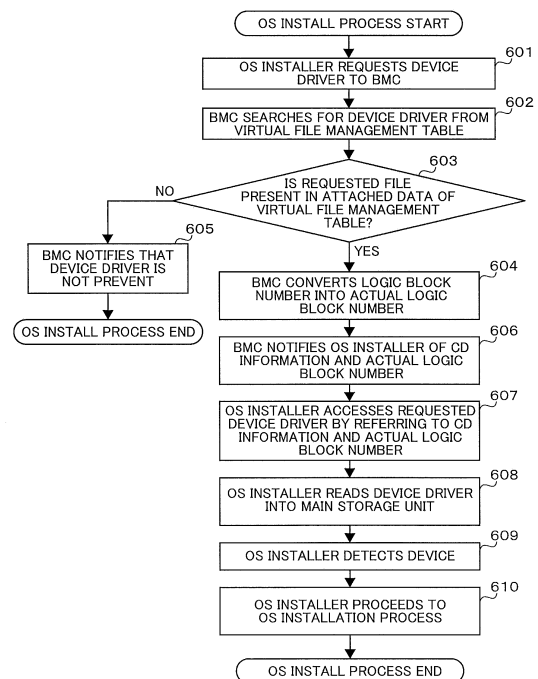 OS INSTALL PROCESS START
601
OS INSTALLER REQUESTS DEVICE
DRIVER TO BMC
602
BMC SEARCHES FOR DEVICE DRIVER FROM
VIRTUAL FILE MANAGEMENT TABLE
603
IS REQUESTED FILE
PRESENT IN ATTACHED DATA OF
VIRTUAL FILE MANAGEMENT
TABLE?
NO
605
BMC NOTIFIES THAT
DEVICE DRIVER IS
NOT PREVENT
OS INSTALL PROCESS END
YES
604
BMC CONVERTS LOGIC BLOCK
NUMBER INTO ACTUAL LOGIC
BLOCK NUMBER
606
BMC NOTIFIES OS INSTALLER OF CD
INFORMATION AND ACTUAL LOGIC
BLOCK NUMBER
607
OS INSTALLER ACCESSES REQUESTED
DEVICE DRIVER BY REFERRING TO CD
INFORMATION AND ACTUAL LOGIC
BLOCK NUMBER
608
OS INSTALLER READS DEVICE DRIVER
INTO MAIN STORAGE UNIT
609
OS INSTALLER DETECTS DEVICE
610
OS INSTALLER PROCEEDS TO
OS INSTALLATION PROCESS
OS INSTALL PROCESS END